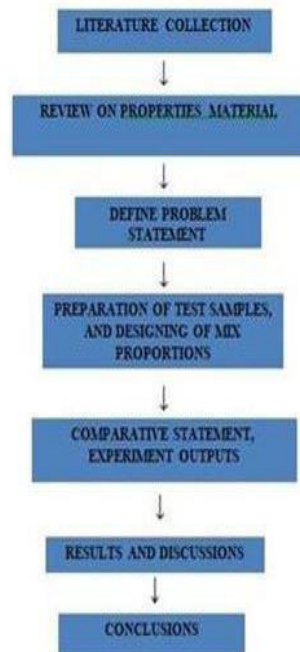 LITERATURE COLLECTION
REVIEW ON PROPERTIES MATERIAL
DEFINE PROBLEM
STATEMENT
PREPARATION OF TEST SAMPLES,
AND DESIGNING OF MIX
PROPORTIONS
COMPARATIVE STATEMENT,
EXPERIMENT OUTPUTS
RESULTS AND DISCUSSIONS
CONCLUSIONS